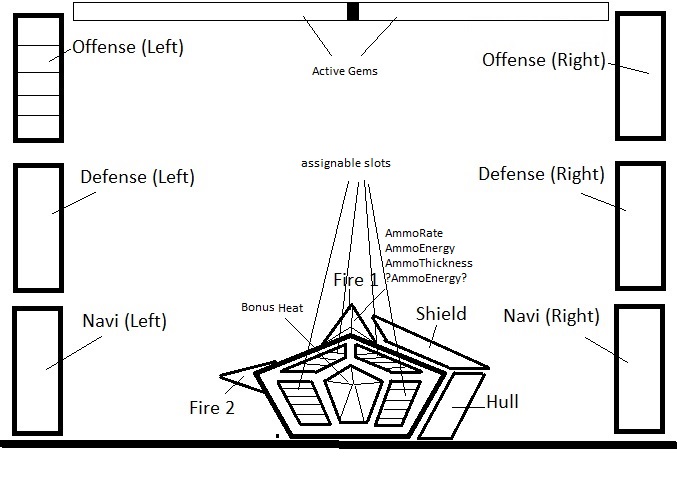 Offense (Left)
Offense (Right)
Active Gems
assignable slots
Defense (Left)
Defense (Right)
AmmoRate
AmmoEnergy
AmmoThickness
?AmmoEnergy?
Fire 1
Bonus Heat
Shield
Navi (Left)
Navi (Right)
Fire 2
Hull